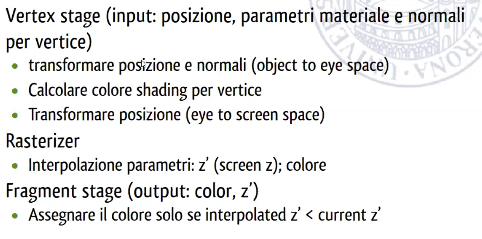 Vertex stage (input: posizione, parametri materiale e normali
per vertice)
• transformare posizione e normali (object to eye space)
• Calcolare colore shading per vertice
• Transformare posizione (eye to screen space)
Rasterizer
• Interpolazione parametri: z’ (screen z); colore
Fragment stage (output: color, z’)
• Assegnare il colore solo se interpolated z’ < current z’